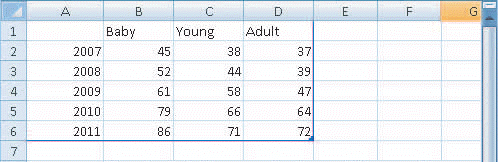 A B C D E F G
1 Baby Young Adult
2 2007 45 38 37
3 2008 52 44 39
4 2009 61 58 47
5 2010 79 66 64
6 2011 86 71 72
7